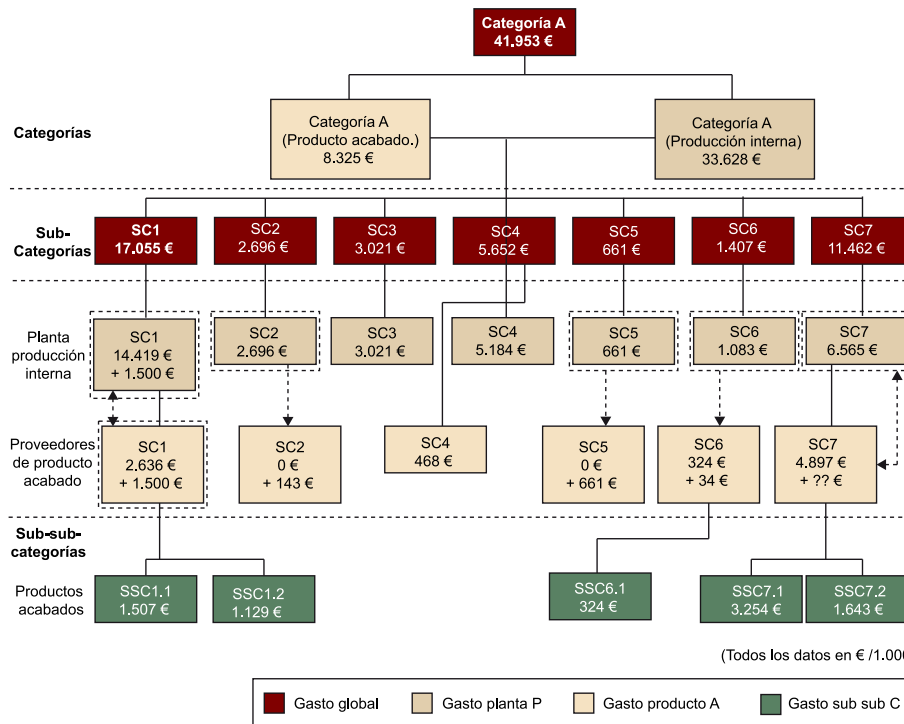 Categoría A
41.953 €
Categorías
Categoría A
(Producto acabado.)
8.325 €
Categoría A
(Producción interna)
33.628 €
Sub-
Categorías
SC1
17.055 €
SC2
2.696 €
SC3
3.021 €
SC4
5.652 €
SC5
661 €
SC6
1.407 €
SC7
11.462 €
Planta
producción
interna
SC1
14.419 €
+ 1.500 €
SC2
2.696 €
SC3
3.021 €
SC4
5.184 €
SC5
661 €
SC6
1.083 €
SC7
6.565 €
Proveedores
de producto
acabado
SC1
2.636 €
+ 1.500 €
SC2
0 €
+ 143 €
SC4
468 €
SC5
0 €
+ 661 €
SC6
324 €
+ 34 €
SC7
4.897 €
+ ?? €
Sub-sub-
categorías
Productos
acabados
SSC1.1
1.507 €
SSC1.2
1.129 €
SSC6.1
324 €
SSC7.1
3.254 €
SSC7.2
1.643 €
(Todos los datos en € /1.000
Gasto global
Gasto planta P
Gasto producto A
Gasto sub sub C